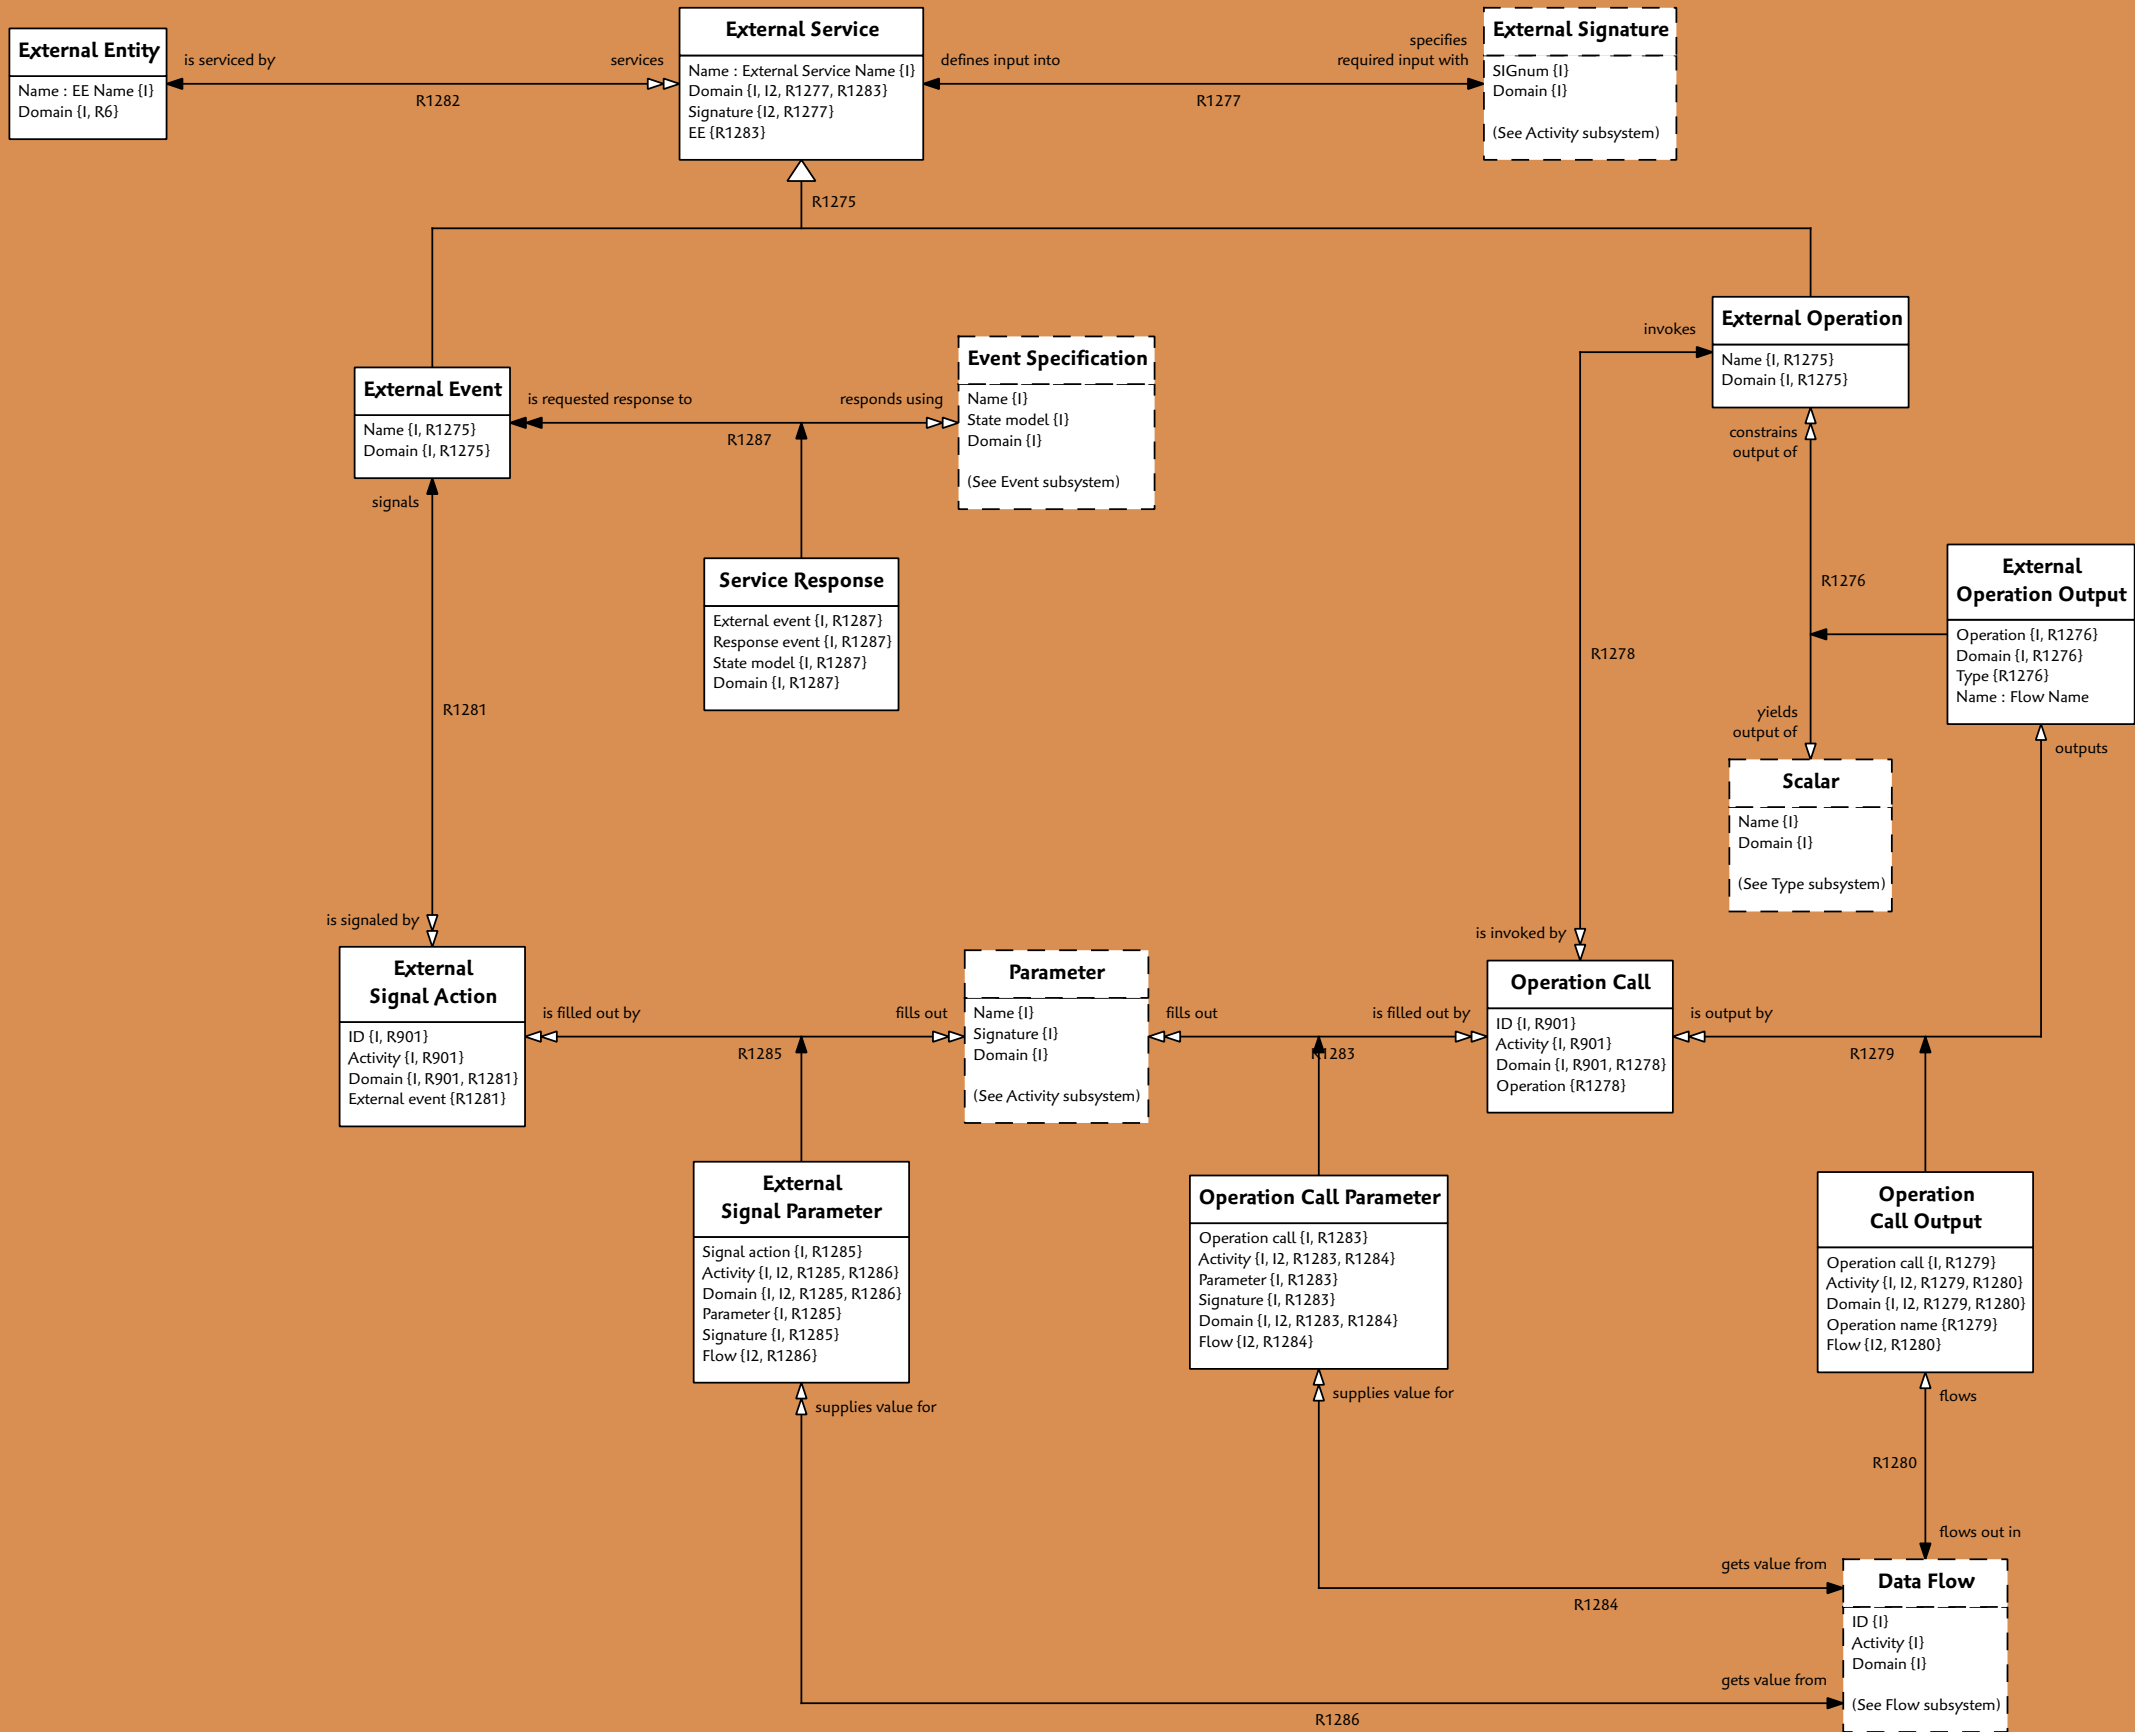 External Entity
Name : EE Name {I}
Domain {I, R6}
is serviced by
services
R1282
External Service
Name : External Service Name {I}
Domain {I, I2, R1277, R1283}
Signature {I2, R1277}
EE {R1283}
defines input into
specifies
required input with
R1277
External Signature
SIGnum {I}
Domain {I}
(See Activity subsystem)
R1275
External Event
Name {I, R1275}
Domain {I, R1275}
is requested response to
responds using
R1287
Event Specification
Name {I}
State model {I}
Domain {I}
(See Event subsystem)
invokes
External Operation
Name {I, R1275}
Domain {I, R1275}
constrains
output of
signals
Service Response
External event {I, R1287}
Response event {I, R1287}
State model {I, R1287}
Domain {I, R1287}
R1276
External
Operation Output
Operation {I, R1276}
Domain {I, R1276}
Type {R1276}
Name : Flow Name
R1278
R1281
yields
output of
outputs
Scalar
Name {I}
Domain {I}
(See Type subsystem)
is signaled by
is invoked by
External
Signal Action
ID {I, R901}
Activity {I, R901}
Domain {I, R901, R1281}
External event {R1281}
is filled out by
fills out
R1285
Parameter
Name {I}
Signature {I}
Domain {I}
(See Activity subsystem)
fills out
is filled out by
R1283
Operation Call
ID {I, R901}
Activity {I, R901}
Domain {I, R901, R1278}
Operation {R1278}
is output by
R1279
External
Signal Parameter
Signal action {I, R1285}
Activity {I, I2, R1285, R1286}
Domain {I, I2, R1285, R1286}
Parameter {I, R1285}
Signature {I, R1285}
Flow {I2, R1286}
Operation Call Parameter
Operation call {I, R1283}
Activity {I, I2, R1283, R1284}
Parameter {I, R1283}
Signature {I, R1283}
Domain {I, I2, R1283, R1284}
Flow {I2, R1284}
Operation
Call Output
Operation call {I, R1279}
Activity {I, I2, R1279, R1280}
Domain {I, I2, R1279, R1280}
Operation name {R1279}
Flow {I2, R1280}
supplies value for
supplies value for
flows
R1280
flows out in
gets value from
R1284
Data Flow
ID {I}
Activity {I}
Domain {I}
(See Flow subsystem)
gets value from
R1286